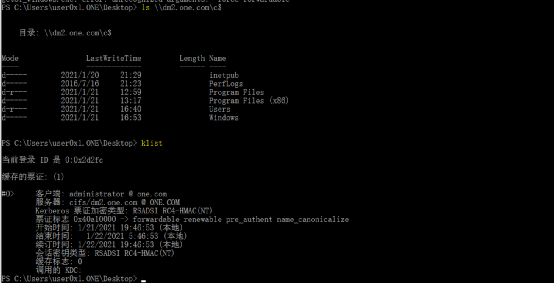 PS C:\Users\user0x1.ONE\Desktop> ls \\dm2.one.com\c$
目录: \\dm2.one.com\c$
Mode LastWriteTime Length Name
---- ------------- ------ ----
d----- 2021/1/20 21:29 inetpub
d----- 2016/7/16 21:23 PerfLogs
d-r--- 2021/1/21 12:59 Program Files
d-r--- 2021/1/21 13:17 Program Files (x86)
d-r--- 2021/1/21 16:40 Users
d----- 2021/1/21 16:53 Windows
PS C:\Users\user0x1.ONE\Desktop> klist
当前登录 ID 是 0:0x2d2fc
缓存的票证: (1)
#0> 客户端: administrator @ one.com
服务器: cifs/dm2.one.com @ ONE.COM
Kerberos 票证加密类型: RSADSI RC4-HMAC(NT)
票证标志 0x40a10000 -> forwardable renewable pre_authent name_canonicalize
开始时间: 1/21/2021 19:46:53 (本地)
结束时间: 1/22/2021 5:46:53 (本地)
续订时间: 1/22/2021 19:46:53 (本地)
会话密钥类型: RSADSI RC4-HMAC(NT)
缓存标志: 0
调用的 KDC:
PS C:\Users\user0x1.ONE\Desktop>